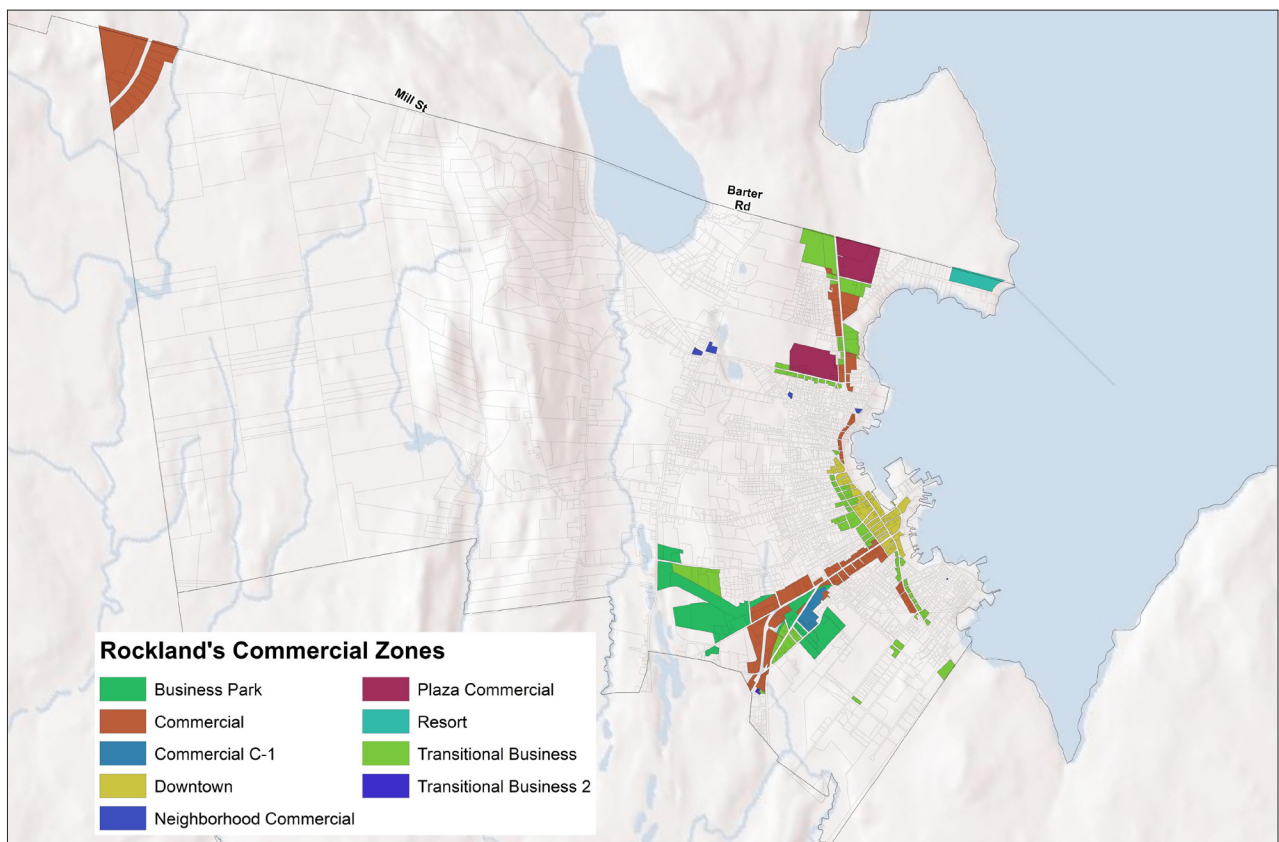 Mill St
Barter
Rd
Rockland's Commercial Zones
Business Park
Commercial
Commercial C-1
Downtown
Neighborhood Commercial
Plaza Commercial
Resort
Transitional Business
Transitional Business 2